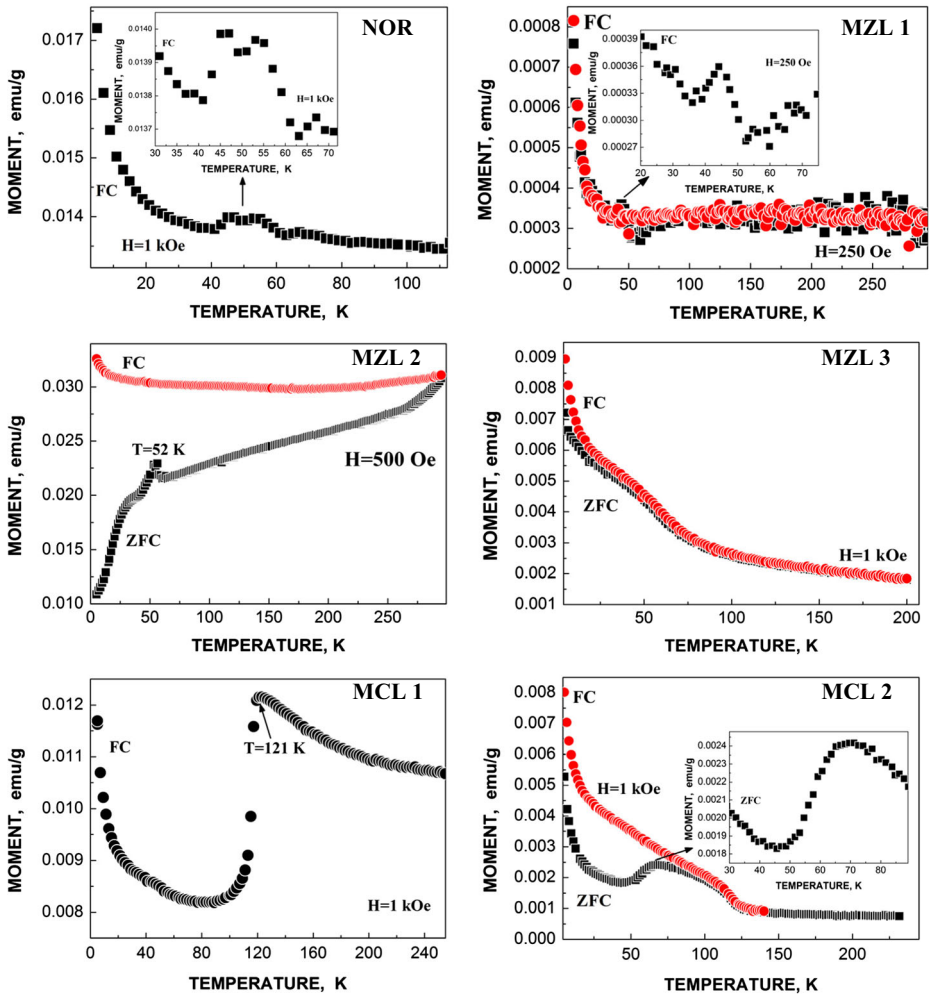 NOR
0.017
0.016
0.015
0.014
MOMENT, emu/g
FC
H=1 kOe
20
40
60
80
100
TEMPERATURE, K
0.0140
0.0139
0.0138
0.0137
MOMENT, emu/g
FC
H=1 kOe
31 35 40 45 50 55 60 65 70
TEMPERATURE, K
MZL 1
0.0008
0.0007
0.0006
0.0005
0.0004
0.0003
0.0002
MOMENT, emu/g
FC
H=250 Oe
0 50 100 150 200 250
TEMPERATURE, K
0.00039
0.00036
0.00033
0.00030
0.00027
MOMENT, emu/g
FC
H=250 Oe
20 30 40 50 60 70
TEMPERATURE, K
MZL 2
0.030
0.025
0.020
0.015
0.010
MOMENT, emu/g
FC
T=52 K
H=500 Oe
ZFC
0 50 100 150 200 250
TEMPERATURE, K
MZL 3
0.009
0.008
0.007
0.006
0.005
0.004
0.003
0.002
0.001
MOMENT, emu/g
FC
ZFC
H=1 kOe
50 100 150 200
TEMPERATURE, K
MCL 1
0.012
0.011
0.010
0.009
0.008
MOMENT, emu/g
FC
T=121 K
H=1 kOe
0 40 80 120 160 200 240
TEMPERATURE, K
MCL 2
0.008
0.007
0.006
0.005
0.004
0.003
0.002
0.001
0.000
MOMENT, emu/g
FC
H=1 kOe
ZFC
50 100 150 200
TEMPERATURE, K
0.0024
0.0023
0.0022
0.0021
0.0019
0.0018
MOMENT, emu/g
ZFC
30 40 50 60 70 80
TEMPERATURE, K